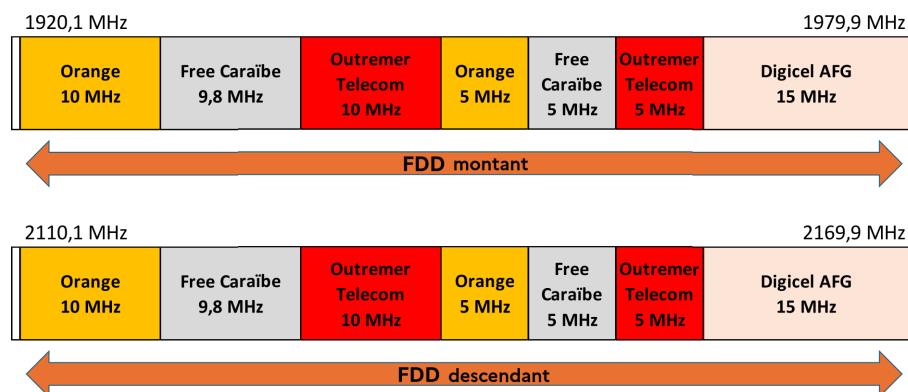 1920,1 MHz 1979,9 MHz
Orange Free Caraïbe Outremer Orange Free Outremer Digicel AFG
10 MHz 9,8 MHz Telecom 5 MHz Caraïbe Telecom 15 MHz
10 MHz 5 MHz 5 MHz
FDD montant
2110,1 MHz 2169,9 MHz
Orange Free Caraïbe Outremer Orange Free Outremer Digicel AFG
10 MHz 9,8 MHz Telecom 5 MHz Caraïbe Telecom 15 MHz
10 MHz 5 MHz 5 MHz
FDD descendant